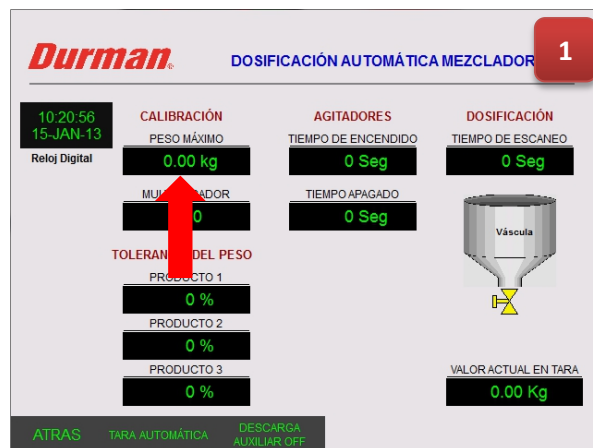 Durman®
DOSIFICACIÓN AUTOMÁTICA
1
10:20:56
15-JAN-13
Reloj Digital
CALIBRACIÓN
PESO MÁXIMO
0.00 kg
TOLERAN DEL PESO
PRODUCTO 1
0 %
PRODUCTO 2
0 %
PRODUCTO 3
0 %
AGITADORES
TIEMPO DE ENCENDIDO
0 Seg
TIEMPO APAGADO
0 Seg
DOSIFICACIÓN
TIEMPO DE ESCANEO
0 Seg
Váscula
VALOR ACTUAL EN TARA
0.00 Kg
ATRAS
TARA AUTOMÁTICA
DESCARGA
AUXILIAR OFF